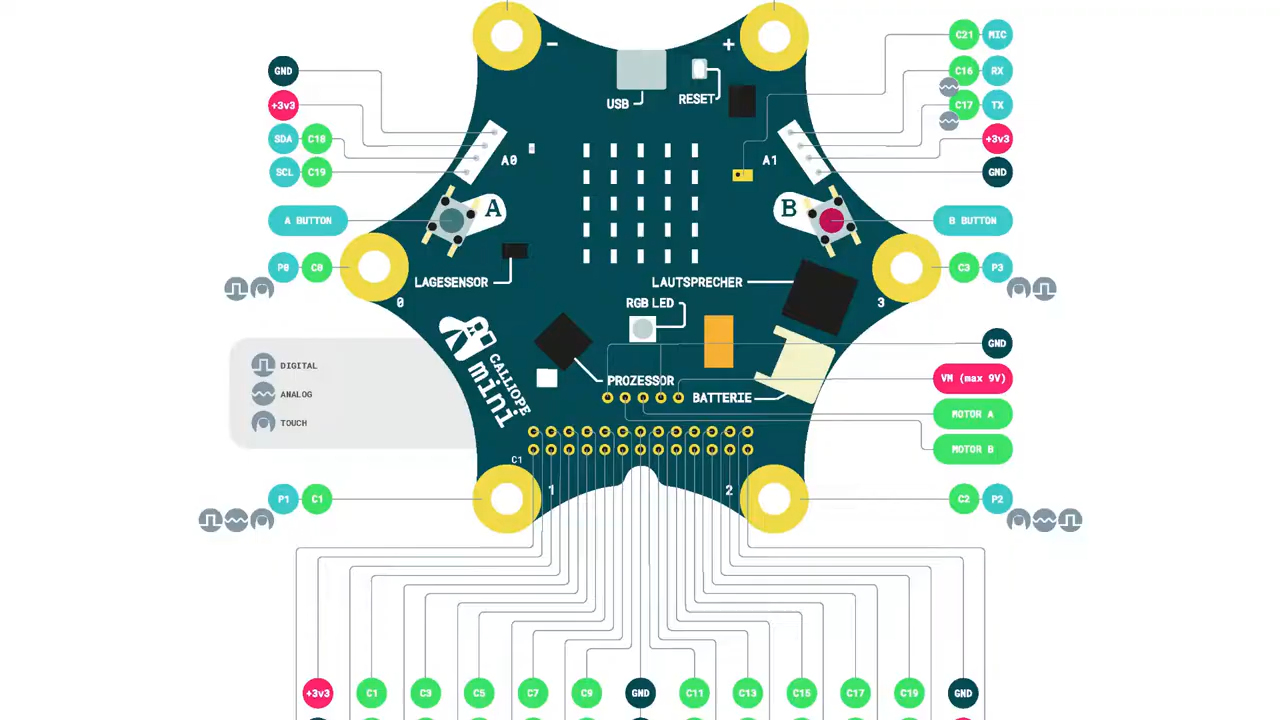 −
+
USB
RESET
GND
+3v3
SDA C18
SCL C19
A BUTTON
P0 C0
C21 MIC
C16 RX
C17 TX
+3v3
GND
B BUTTON
C3 P3
A0
A1
A
B
LAGESENSOR
LAUTSPRECHER
0
3
RGB LED
CALLIOPE
mini
PROZESSOR
BATTERIE
DIGITAL
ANALOG
TOUCH
GND
VM (max 9V)
MOTOR A
MOTOR B
C1
1
2
P1 C1
C2 P2
+3v3 C1 C3 C5 C7 C9 GND C11 C13 C15 C17 C19 GND